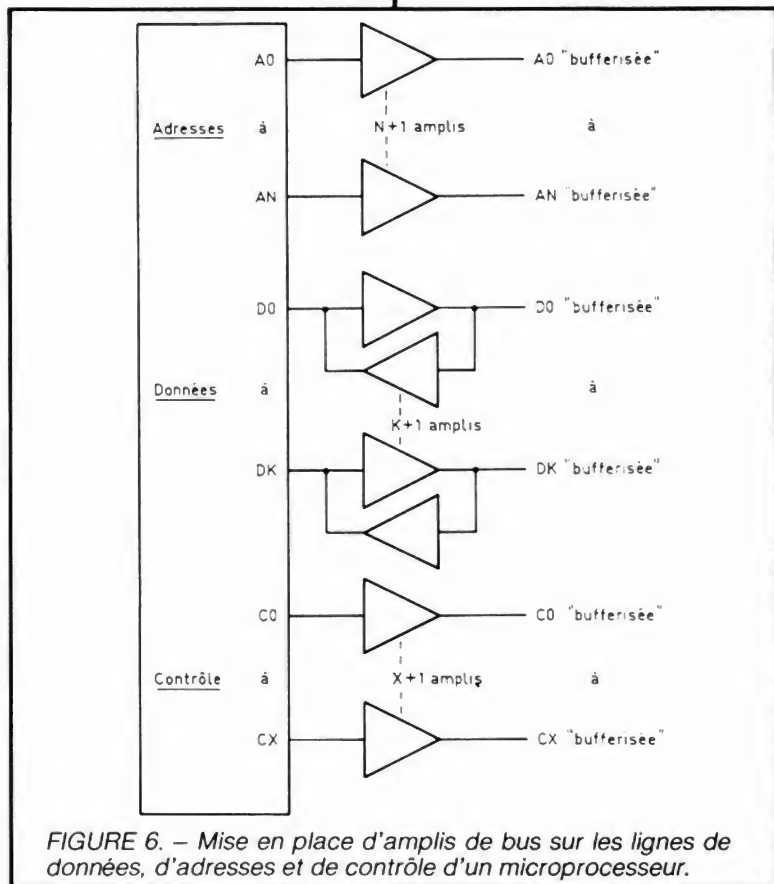 A0 A0 "bufferisée"
Adresses à N+1 amplis à
AN AN "bufferisée"
D0 D0 "bufferisée"
Données à à
K+1 amplis
DK DK "bufferisée"
C0 C0 "bufferisée"
Contrôle à X+1 amplis à
CX CX "bufferisée"
FIGURE 6. – Mise en place d'amplis de bus sur les lignes de
données, d'adresses et de contrôle d'un microprocesseur.